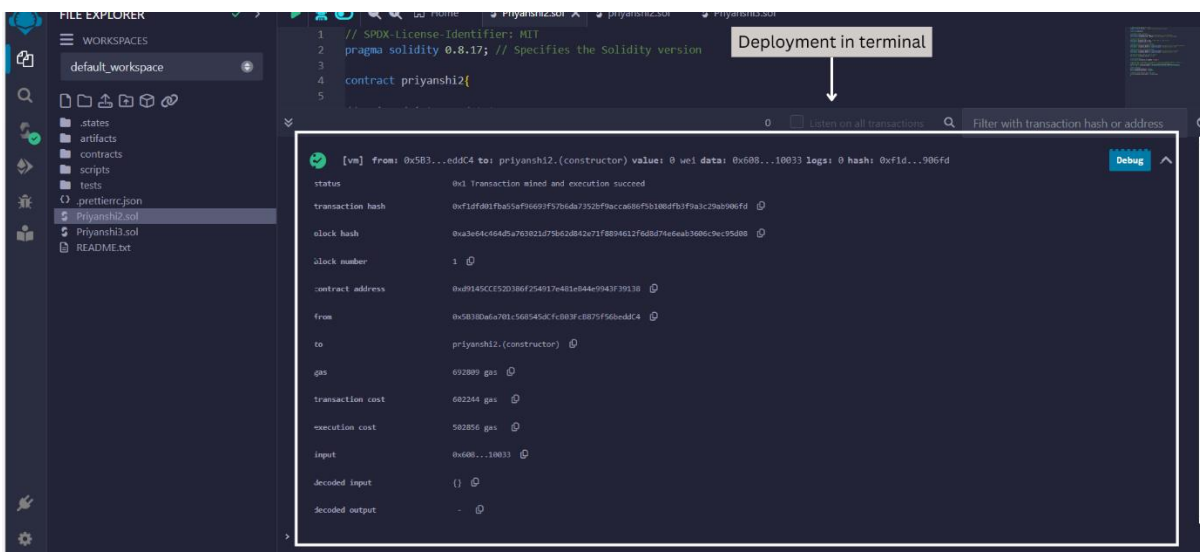 FILE EXPLORER
WORKSPACES
default_workspace
.states
artifacts
contracts
scripts
tests
.prettierrc.json
Priyanshi2.sol
Priyanshi3.sol
README.txt
Home
Priyanshi2.sol
priyanshi2.sol
Priyanshi3.sol
1 // SPDX-License-Identifier: MIT
2 pragma solidity 0.8.17; // Specifies the Solidity version
3
4 contract priyanshi2{
5
Deployment in terminal
0 Listen on all transactions Filter with transaction hash or address
[vm] from: 0x5B3...eddC4 to: priyanshi2.(constructor) value: 0 wei data: 0x608...10033 logs: 0 hash: 0xf1d...906fd
Debug
status 0x1 Transaction mined and execution succeed
transaction hash
block hash
block number 1
contract address
from 0x5B38Da6a701c568545dCfcB03FcB875f56beddC4
to priyanshi2.(constructor)
gas 692809 gas
transaction cost 602244 gas
execution cost 502856 gas
input 0x608...10033
decoded input {}
decoded output -